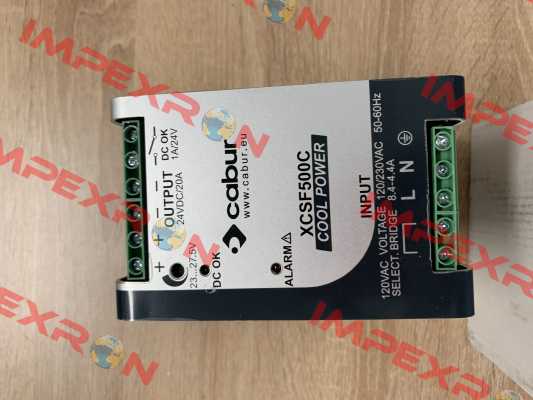 DC OK
1A/24V
OUTPUT
24VDC/20A
+ + − − −
23...27.5V
DC OK
cabur
www.cabur.eu
ALARM⚠
XCSF500C
COOL POWER
INPUT
L N ⏚
120VAC VOLTAGE 120/230VAC 50-60Hz
SELECT. BRIDGE 8.4-4.4A
IMPEXRON
IMPEXRON
IMPEXRON
IMPEXRON
IMPEXRON